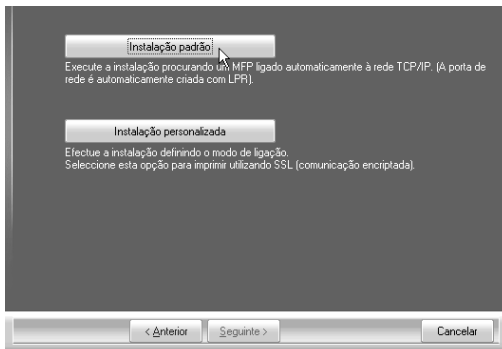 Instalação padrão
Execute a instalação procurando um MFP ligado automaticamente à rede TCP/IP. (A porta de
rede é automaticamente criada com LPR).
Instalação personalizada
Efectue a instalação definindo o modo de ligação.
Seleccione esta opção para imprimir utilizando SSL (comunicação encriptada).
< Anterior
Seguinte >
Cancelar